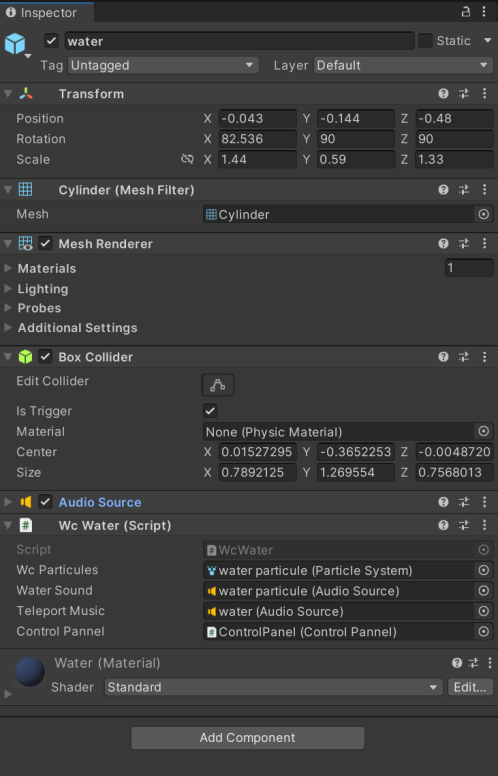 Inspector
water Static
Tag Untagged Layer Default
Transform
Position X -0.043 Y -0.144 Z -0.48
Rotation X 82.536 Y 90 Z 90
Scale X 1.44 Y 0.59 Z 1.33
Cylinder (Mesh Filter)
Mesh Cylinder
Mesh Renderer
Materials 1
Lighting
Probes
Additional Settings
Box Collider
Edit Collider
Is Trigger
Material None (Physic Material)
Center X 0.01527295 Y -0.3652253 Z -0.0048720
Size X 0.7892125 Y 1.269554 Z 0.7568013
Audio Source
# Wc Water (Script)
Script # WcWater
Wc Particules water particule (Particle System)
Water Sound water particule (Audio Source)
Teleport Music water (Audio Source)
Control Pannel # ControlPanel (Control Pannel)
Water (Material)
Shader Standard Edit...
Add Component